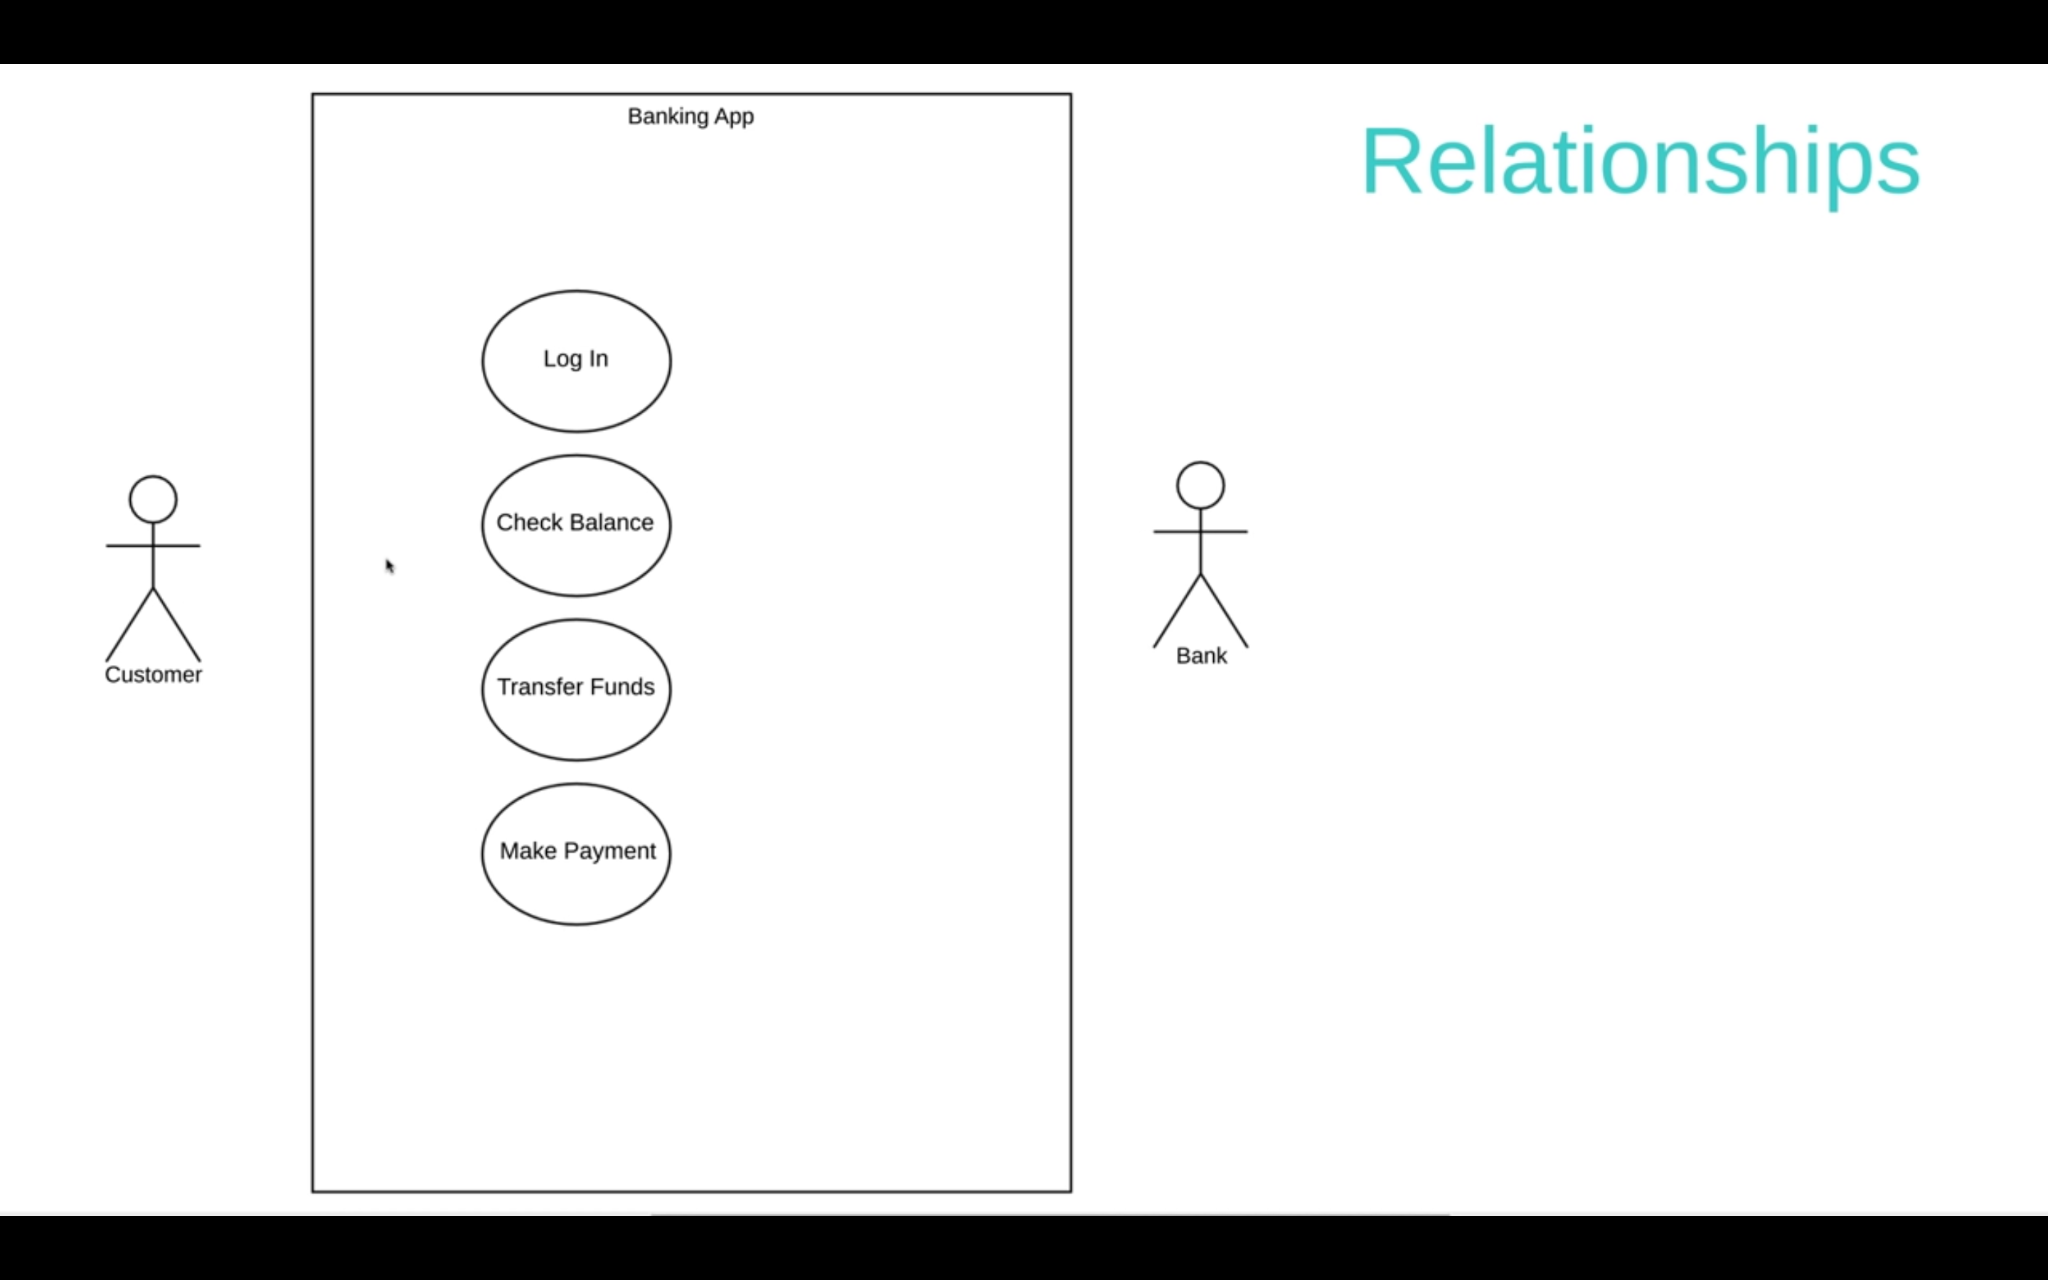 Banking App
Relationships
Log In
Check Balance
Customer
Transfer Funds
Bank
Make Payment